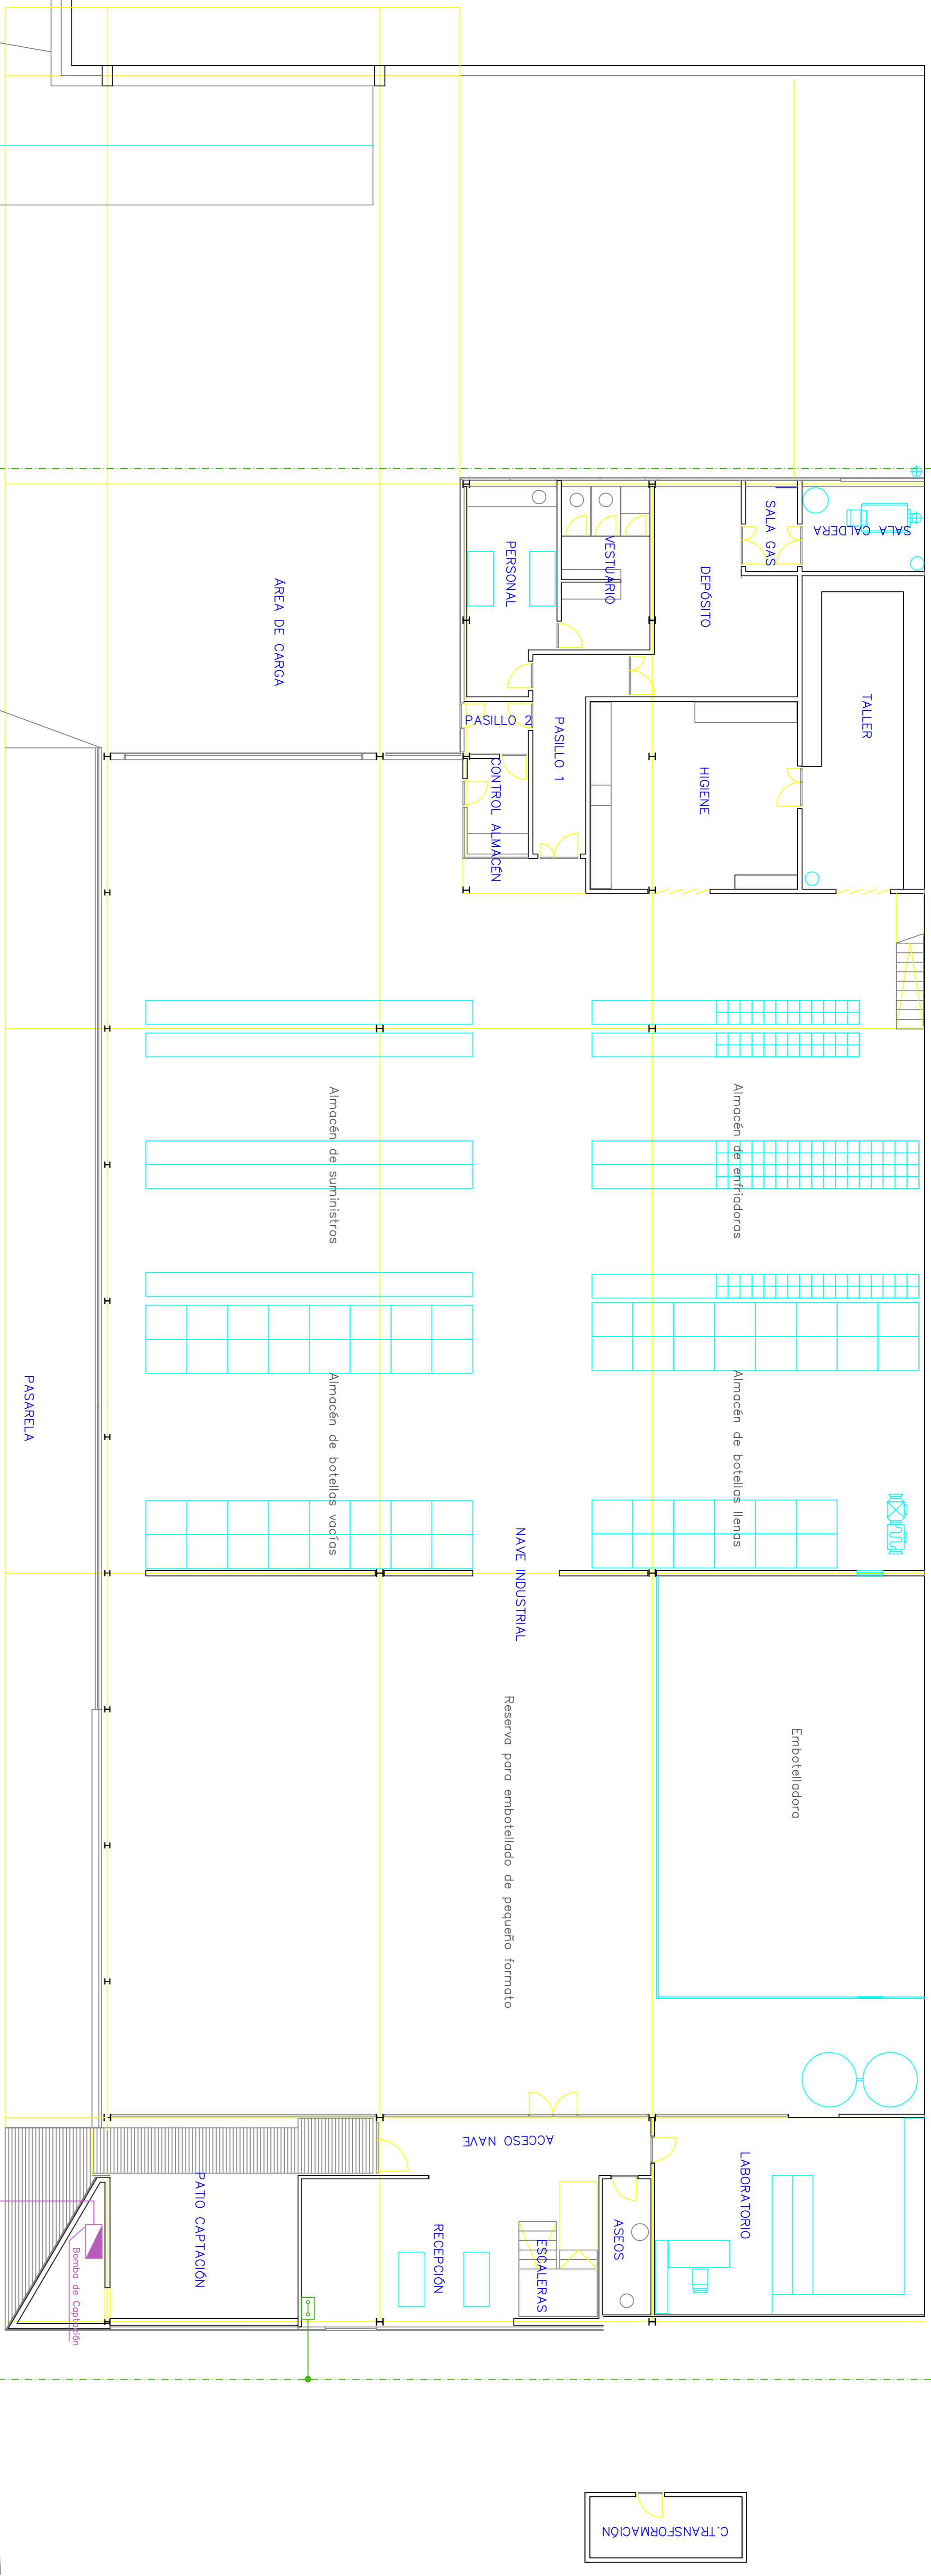 SALA CALDERA
SALA GAS
VESTUÁRIO
PERSONAL
DEPÓSITO
ÁREA DE CARGA
TALLER
PASILLO 2
PASILLO 1
HIGIENE
CONTROL ALMACÉN
Almacén de suministros
Almacén de enfriadoras
PASARELA
Almacén de botellas vacías
Almacén de botellas llenas
NAVE INDUSTRIAL
Reserva para embotellado de pequeño formato
Embotelladora
ACCESO NAVE
LABORATORIO
PATIO CAPTACIÓN
RECEPCIÓN
ESCALERAS
ASEOS
Bomba de Captación
C.TRANSFORMACIÓN